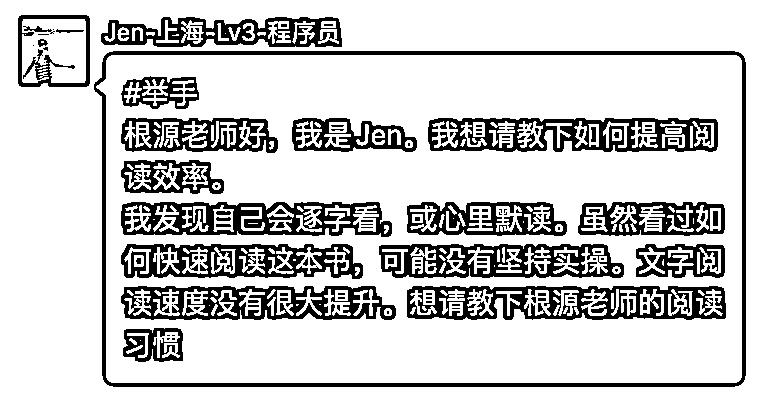 Jen-上海-Lv3-程序员
#举手
根源老师好，我是Jen。我想请教下如何提高阅
读效率。
我发现自己会逐字看，或心里默读。虽然看过如
何快速阅读这本书，可能没有坚持实操。文字阅
读速度没有很大提升。想请教下根源老师的阅读
习惯